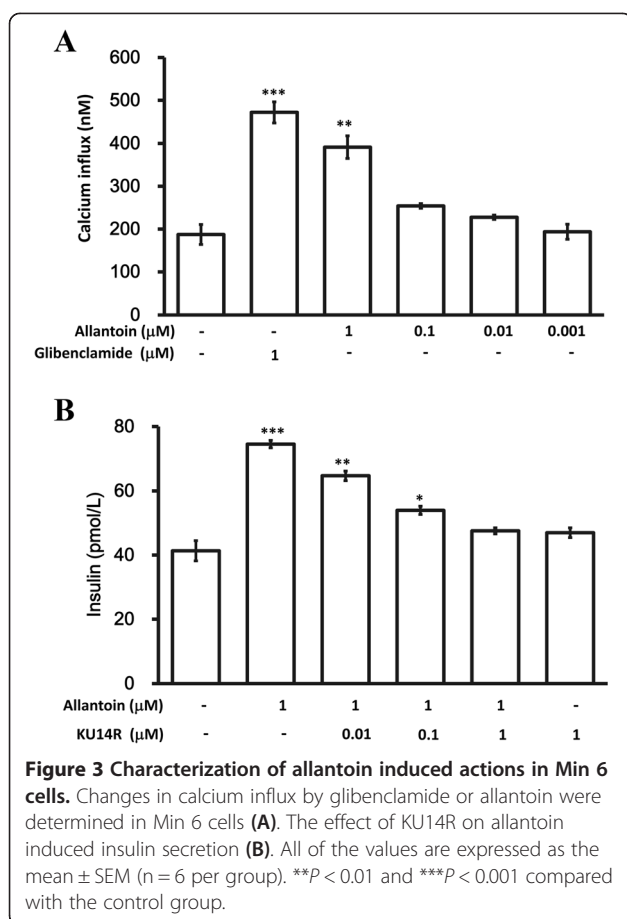 A
600
***
500
**
400
300
200
100
0
Calcium influx (nM)
Allantoin (μM) - - 1 0.1 0.01 0.001
Glibenclamide (μM) - 1 - - - -
B
80
***
**
60
*
40
20
0
Insulin (pmol/L)
Allantoin (μM) - 1 1 1 1 -
KU14R (μM) - - 0.01 0.1 1 1
Figure 3 Characterization of allantoin induced actions in Min 6
cells. Changes in calcium influx by glibenclamide or allantoin were
determined in Min 6 cells (A). The effect of KU14R on allantoin
induced insulin secretion (B). All of the values are expressed as the
mean ± SEM (n = 6 per group). **P < 0.01 and ***P < 0.001 compared
with the control group.